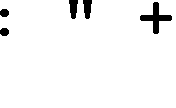 : " +